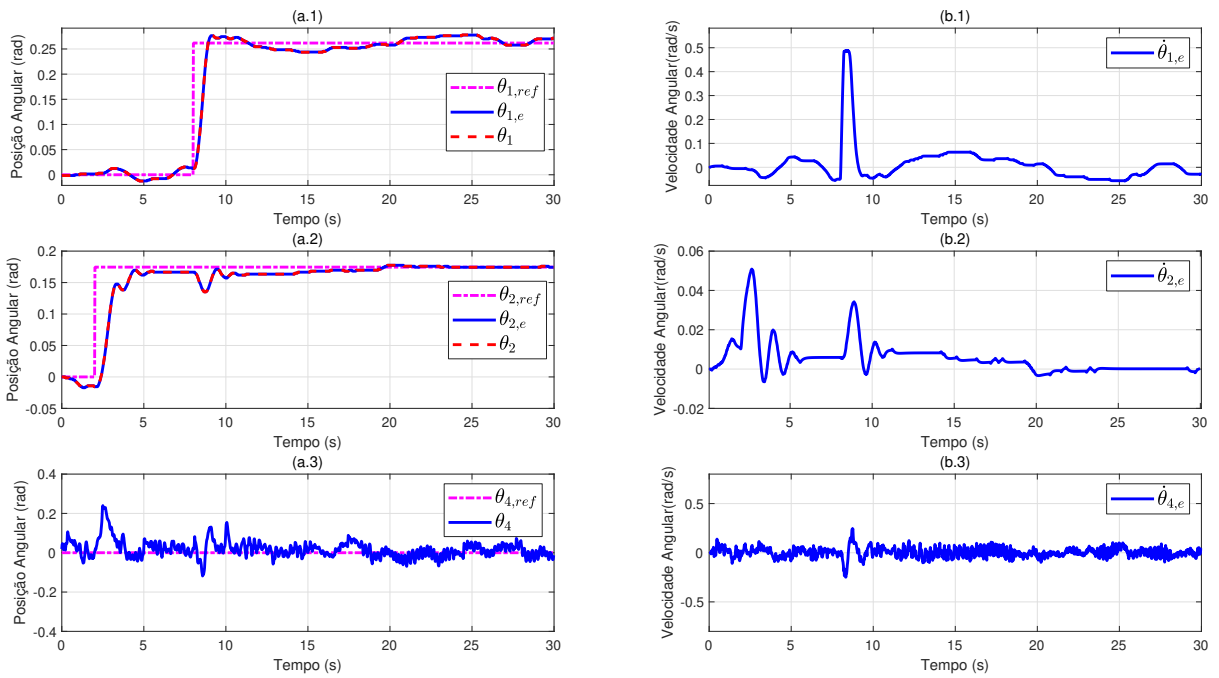 (a.1)
Posição Angular (rad)
0.25
0.2
0.15
0.1
0.05
0
θ1,ref
θ1,e
θ1
0 5 10 15 20 25 30
Tempo (s)
(b.1)
Velocidade Angular(rad/s)
0.5
0.4
0.3
0.2
0.1
0
θ̇1,e
0 5 10 15 20 25 30
Tempo (s)
(a.2)
Posição Angular (rad)
0.2
0.15
0.1
0.05
0
-0.05
θ2,ref
θ2,e
θ2
0 5 10 15 20 25 30
Tempo (s)
(b.2)
Velocidade Angular(rad/s)
0.06
0.04
0.02
0
-0.02
θ̇2,e
5 10 15 20 25 30
Tempo (s)
(a.3)
Posição Angular (rad)
0.4
0.2
0
-0.2
-0.4
θ4,ref
θ4
0 5 10 15 20 25 30
Tempo (s)
(b.3)
Velocidade Angular(rad/s)
0.5
0
-0.5
θ̇4,e
0 5 10 15 20 25 30
Tempo (s)